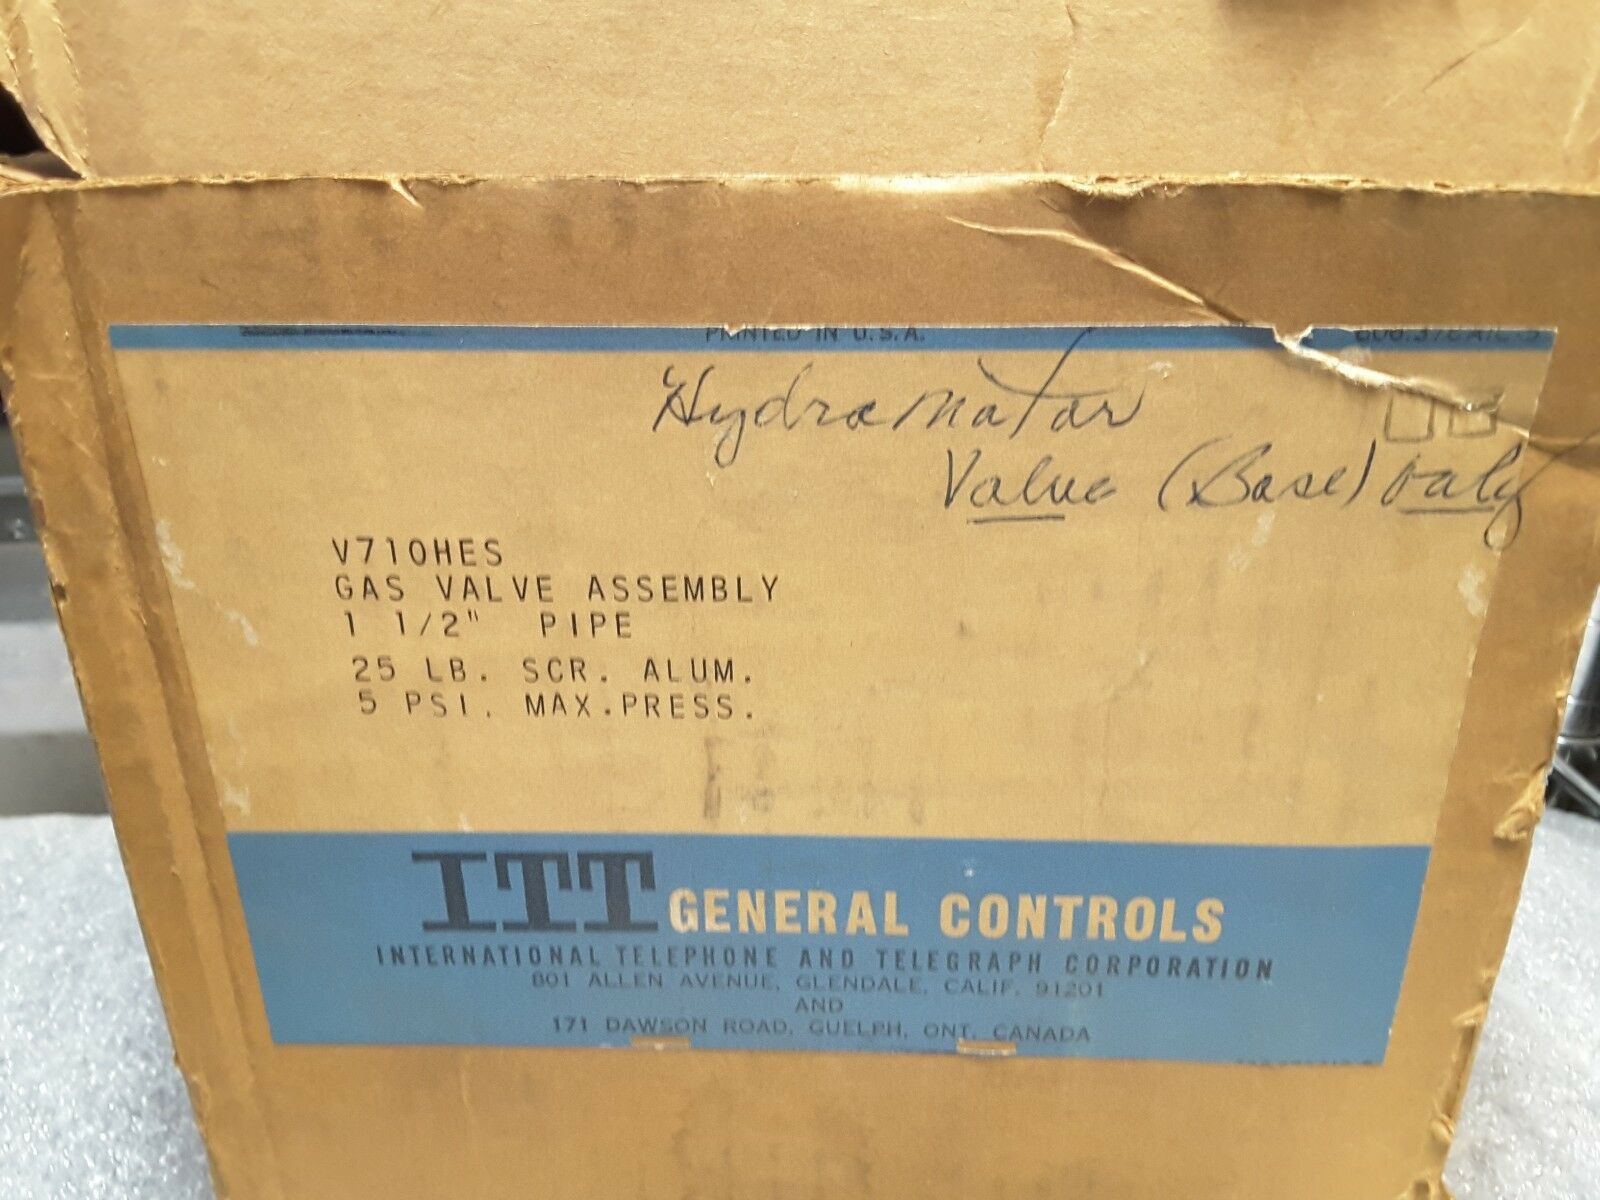 PRINTED IN U.S.A.
Hydramotor
Valve (Base) Only
V710HES
GAS VALVE ASSEMBLY
1 1/2" PIPE
25 LB. SCR. ALUM.
5 PSI. MAX.PRESS.
ITT GENERAL CONTROLS
INTERNATIONAL TELEPHONE AND TELEGRAPH CORPORATION
801 ALLEN AVENUE, GLENDALE, CALIF. 91201
AND
171 DAWSON ROAD, GUELPH, ONT. CANADA